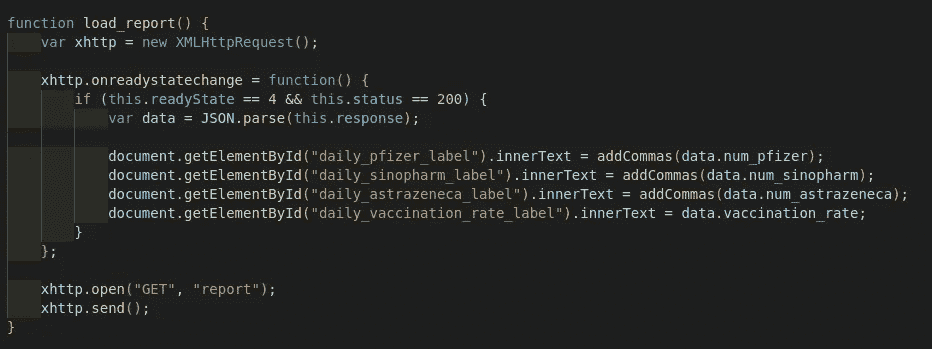 function load_report() {
    var xhttp = new XMLHttpRequest();

    xhttp.onreadystatechange = function() {
        if (this.readyState == 4 && this.status == 200) {
            var data = JSON.parse(this.response);

            document.getElementById("daily_pfizer_label").innerText = addCommas(data.num_pfizer);
            document.getElementById("daily_sinopharm_label").innerText = addCommas(data.num_sinopharm);
            document.getElementById("daily_astrazeneca_label").innerText = addCommas(data.num_astrazeneca);
            document.getElementById("daily_vaccination_rate_label").innerText = data.vaccination_rate;
        }
    };

    xhttp.open("GET", "report");
    xhttp.send();
}